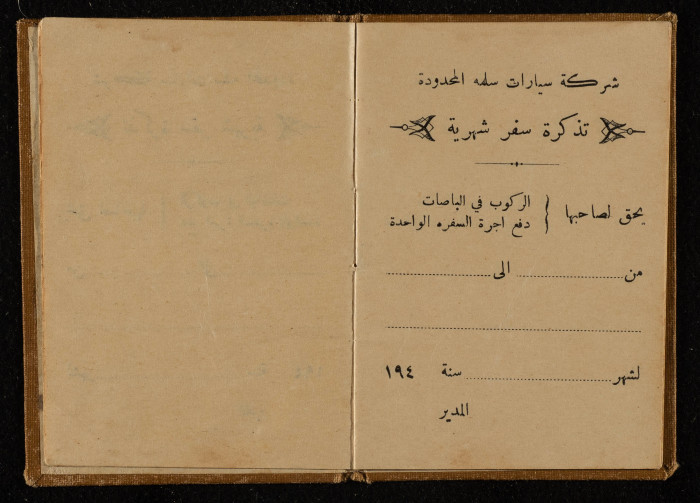 شركة سيارات سلمه المحدودة
تذكرة سفر شهرية
يحق لصاحبها { الركوب في الباصات
دفع اجرة السفره الواحدة
من ........................ الى ........................
........................................................
لشهر ........................ سنة ١٩٤
المدير